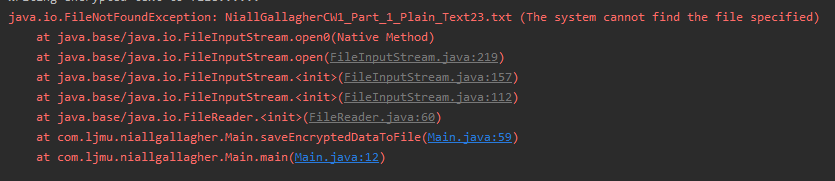 java.io.FileNotFoundException: NiallGallagherCW1_Part_1_Plain_Text23.txt (The system cannot find the file specified)
at java.base/java.io.FileInputStream.open0(Native Method)
at java.base/java.io.FileInputStream.open(FileInputStream.java:219)
at java.base/java.io.FileInputStream.<init>(FileInputStream.java:157)
at java.base/java.io.FileInputStream.<init>(FileInputStream.java:112)
at java.base/java.io.FileReader.<init>(FileReader.java:60)
at com.ljmu.niallgallagher.Main.saveEncryptedDataToFile(Main.java:59)
at com.ljmu.niallgallagher.Main.main(Main.java:12)